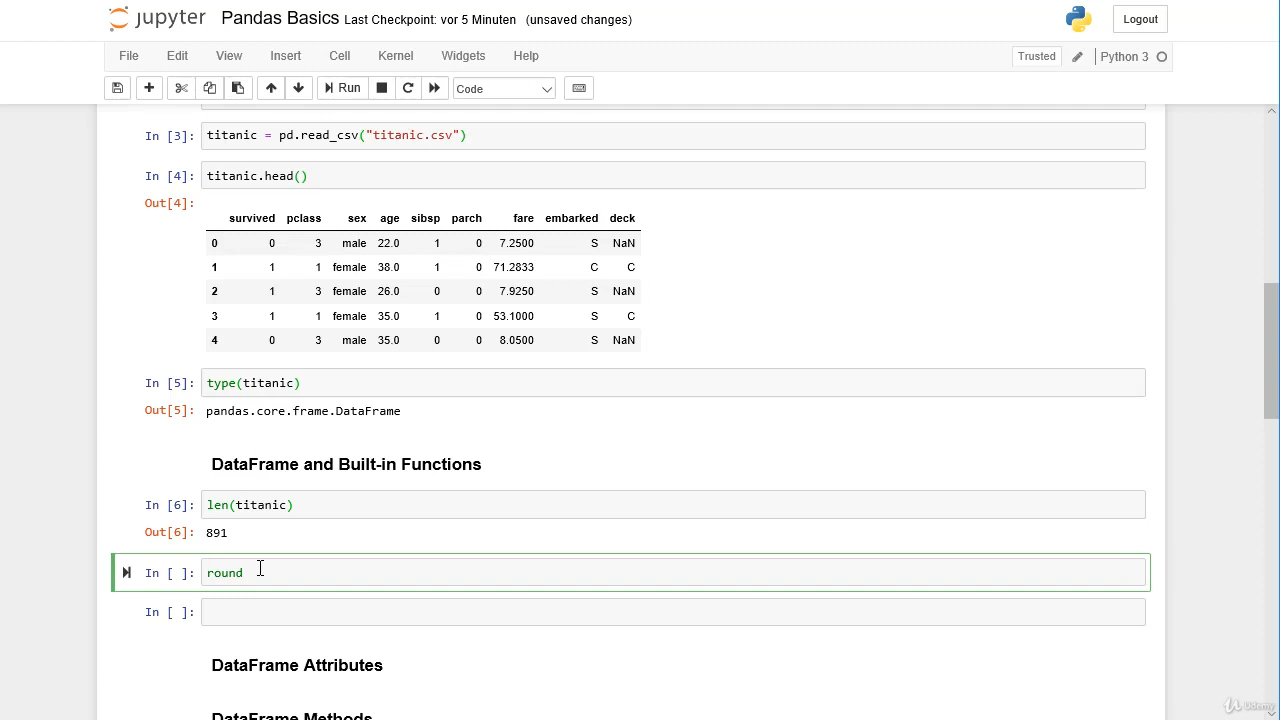 jupyter Pandas Basics Last Checkpoint: vor 5 Minuten (unsaved changes) Logout
File Edit View Insert Cell Kernel Widgets Help Trusted Python 3
Run Code
In [3]: titanic = pd.read_csv("titanic.csv")
In [4]: titanic.head()
Out[4]:
survived pclass sex age sibsp parch fare embarked deck
0 0 3 male 22.0 1 0 7.2500 S NaN
1 1 1 female 38.0 1 0 71.2833 C C
2 1 3 female 26.0 0 0 7.9250 S NaN
3 1 1 female 35.0 1 0 53.1000 S C
4 0 3 male 35.0 0 0 8.0500 S NaN
In [5]: type(titanic)
Out[5]: pandas.core.frame.DataFrame
DataFrame and Built-in Functions
In [6]: len(titanic)
Out[6]: 891
In [ ]: round
In [ ]:
DataFrame Attributes
DataFrame Methods
Udemy